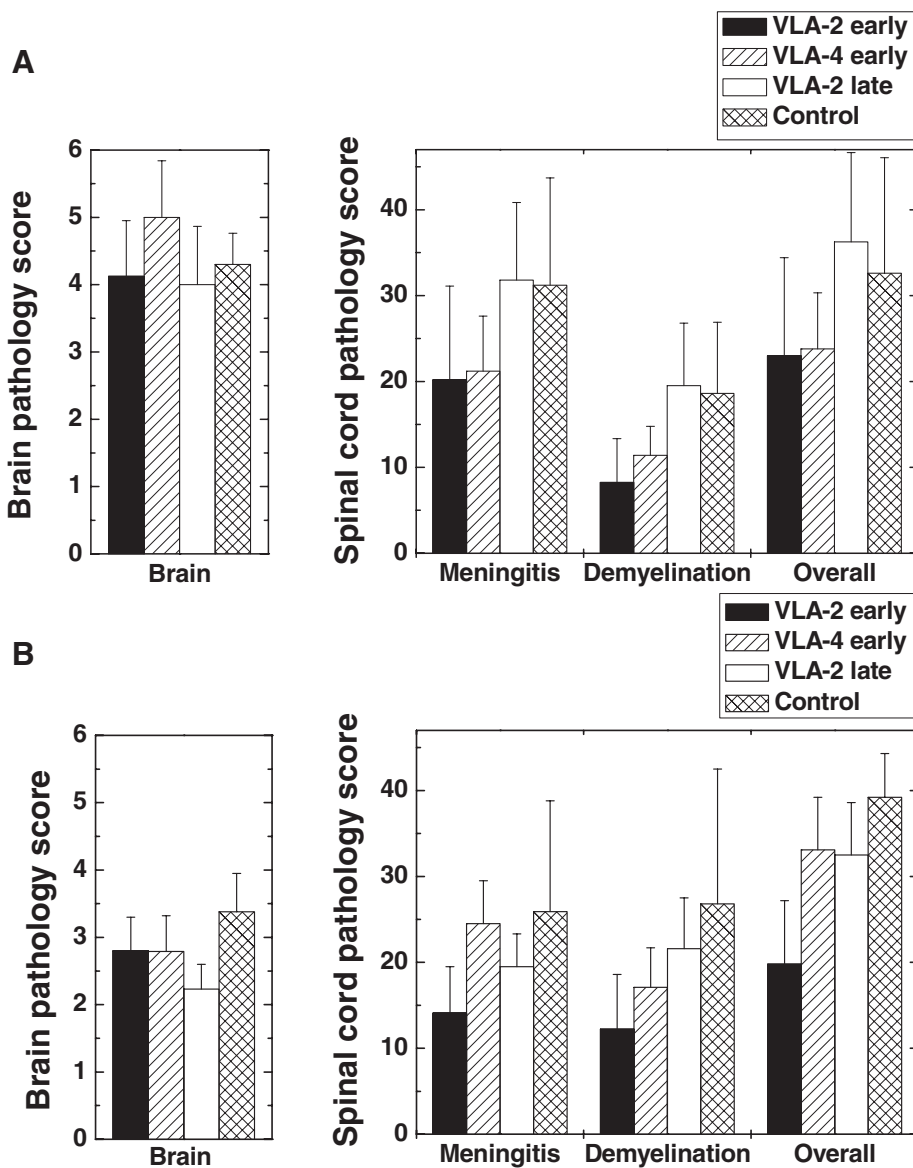 A
VLA-2 early
VLA-4 early
VLA-2 late
Control
Brain pathology score
6
5
4
3
2
1
0
Brain
Spinal cord pathology score
40
30
20
10
0
Meningitis Demyelination Overall
B
VLA-2 early
VLA-4 early
VLA-2 late
Control
Brain pathology score
6
5
4
3
2
1
0
Brain
Spinal cord pathology score
40
30
20
10
0
Meningitis Demyelination Overall